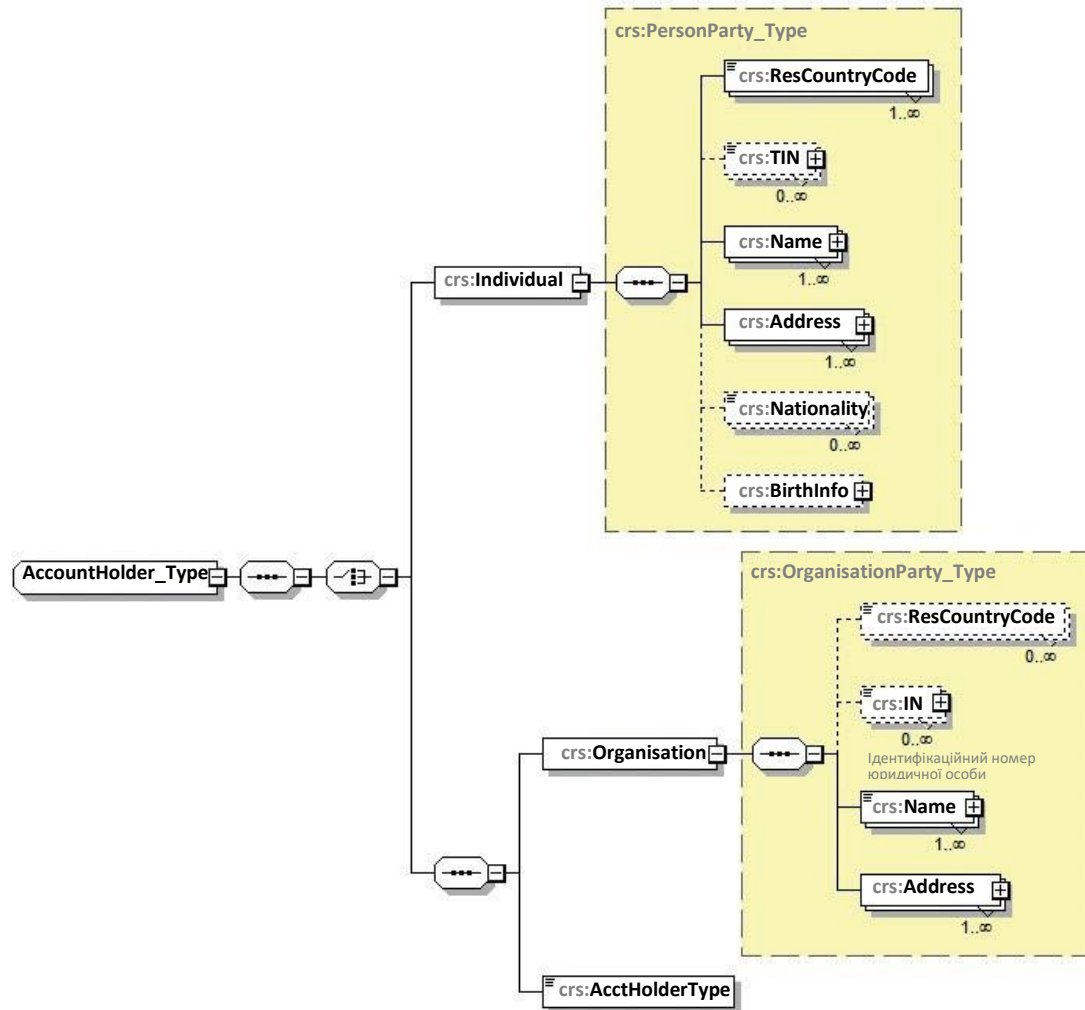 crs:PersonParty_Type
crs:ResCountryCode
1..∞
crs:TIN
0..∞
crs:Name
1..∞
crs:Individual
crs:Address
1..∞
crs:Nationality
0..∞
crs:BirthInfo
AccountHolder_Type
crs:OrganisationParty_Type
crs:ResCountryCode
0..∞
crs:IN
0..∞
Ідентифікаційний номер
юридичної особи
crs:Organisation
crs:Name
1..∞
crs:Address
1..∞
crs:AcctHolderType